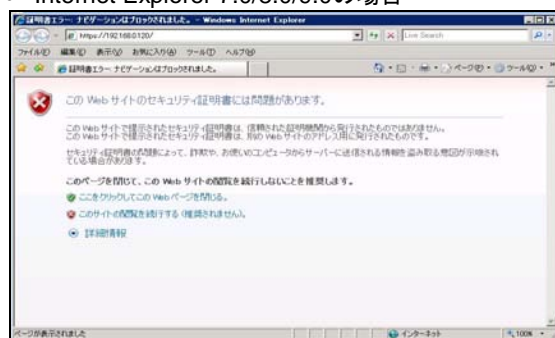 Internet Explorer 7.0/8.0/9.0の場合
証明書エラー: ナビゲーションはブロックされました。 - Windows Internet Explorer
https://192.168.0.120/
Live Search
ファイル(F) 編集(E) 表示(V) お気に入り(A) ツール(T) ヘルプ(H)
証明書エラー: ナビゲーションはブロックされました。
ページ(P) ツール(O)
この Web サイトのセキュリティ証明書には問題があります。
この Web サイトで提示されたセキュリティ証明書は、信頼された証明機関から発行されたものではありません。
この Web サイトで提示されたセキュリティ証明書は、別の Web サイトのアドレス用に発行されたものです。
セキュリティ証明書の問題によって、詐欺や、お使いのコンピュータからサーバーに送信される情報を盗み取る意図が示唆され
ている場合があります。
このページを閉じて、この Web サイトの閲覧を続行しないことを推奨します。
ここをクリックしてこの Web ページを閉じる。
このサイトの閲覧を続行する (推奨されません)。
詳細情報
ページが表示されました
インターネット
100%